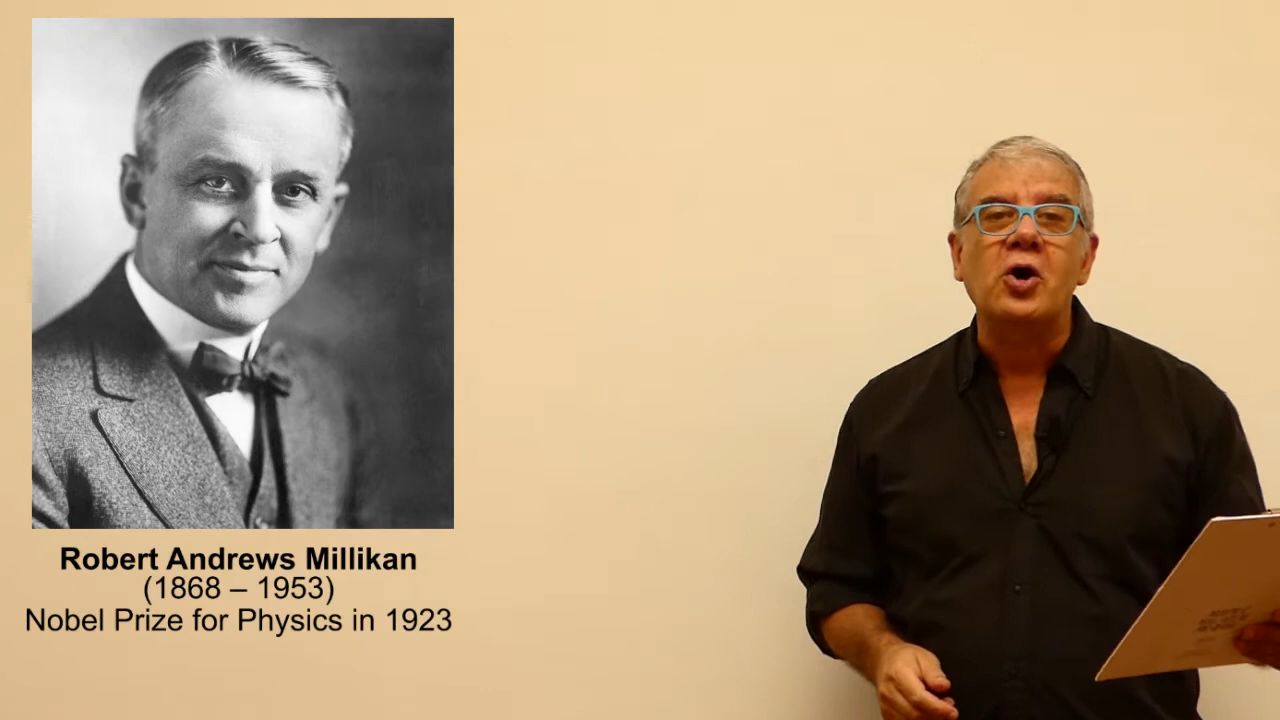 Robert Andrews Millikan
(1868 – 1953)
Nobel Prize for Physics in 1923